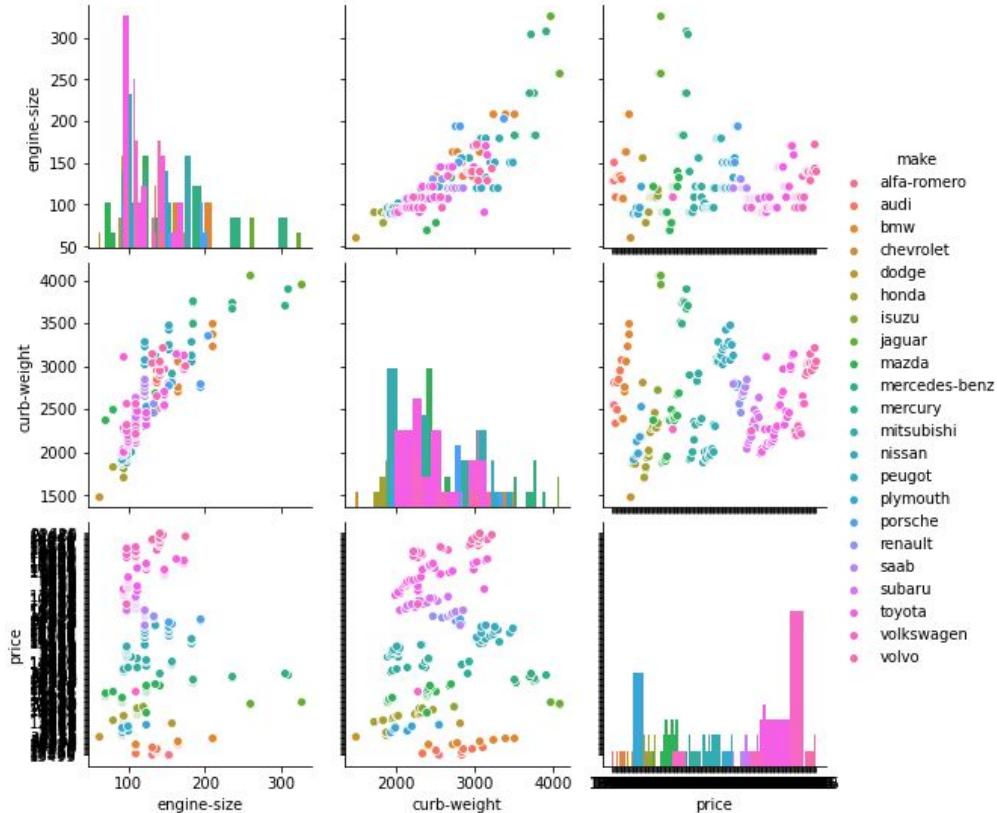 engine-size
300
250
200
150
100
50
curb-weight
4000
3500
3000
2500
2000
1500
price
100
200
300
engine-size
2000
3000
4000
curb-weight
price
make
alfa-romero
audi
bmw
chevrolet
dodge
honda
isuzu
jaguar
mazda
mercedes-benz
mercury
mitsubishi
nissan
peugot
plymouth
porsche
renault
saab
subaru
toyota
volkswagen
volvo